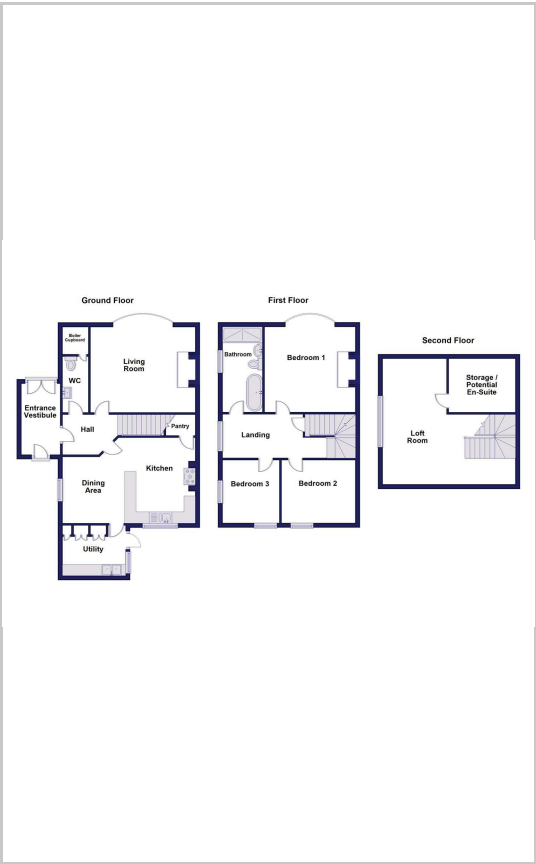 Ground Floor
Boiler
Cupboard
Living
Room
WC
Entrance
Vestibule
Hall
Pantry
Kitchen
Dining
Area
Utility
First Floor
Bathroom
Bedroom 1
Landing
Bedroom 3
Bedroom 2
Second Floor
Storage /
Potential
En-Suite
Loft
Room